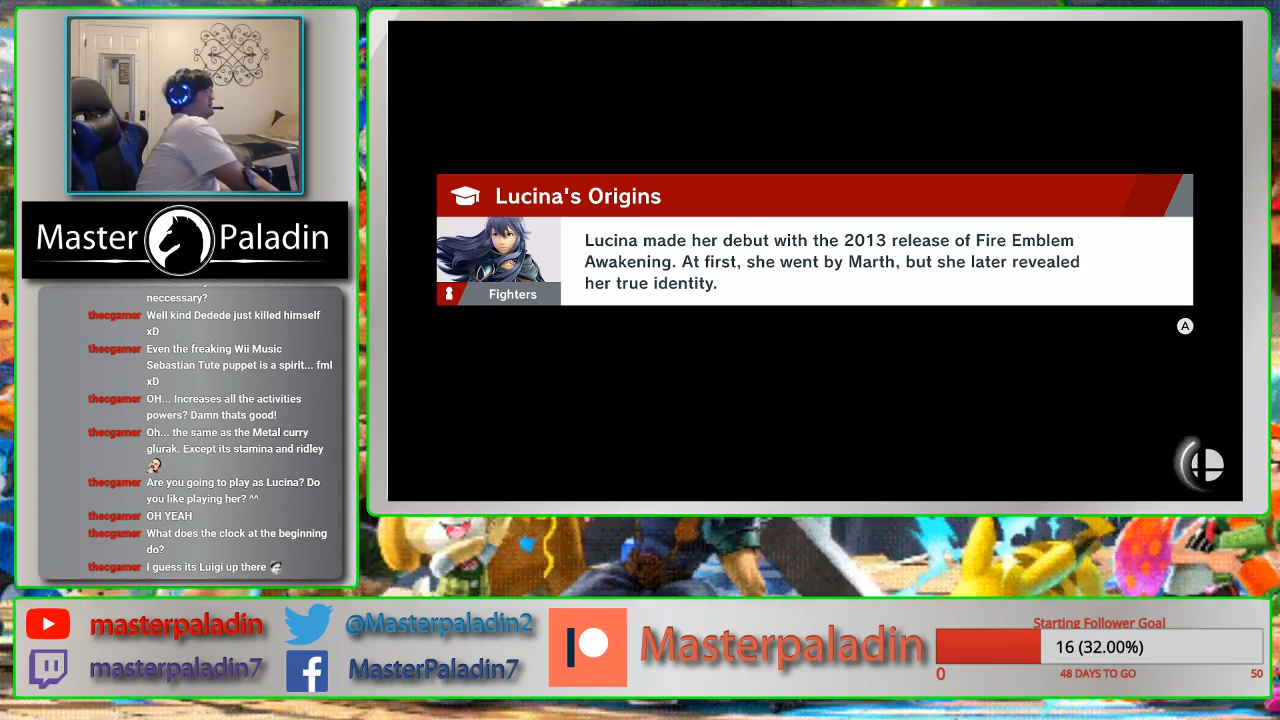 Master Paladin
neccessary?
thecgamer Well kind Dedede just killed himself
xD
thecgamer Even the freaking Wii Music
Sebastian Tute puppet is a spirit... fml
xD
thecgamer OH... Increases all the activities
powers? Damn thats good!
thecgamer Oh... the same as the Metal curry
glurak. Except its stamina and ridley
thecgamer Are you going to play as Lucina? Do
you like playing her? ^^
thecgamer OH YEAH
thecgamer What does the clock at the beginning
do?
thecgamer I guess its Luigi up there
Lucina's Origins
Lucina made her debut with the 2013 release of Fire Emblem
Awakening. At first, she went by Marth, but she later revealed
her true identity.
Fighters
A
masterpaladin
@Masterpaladin2
masterpaladin7
MasterPaladin7
Masterpaladin
Starting Follower Goal
16 (32.00%)
0 48 DAYS TO GO 50